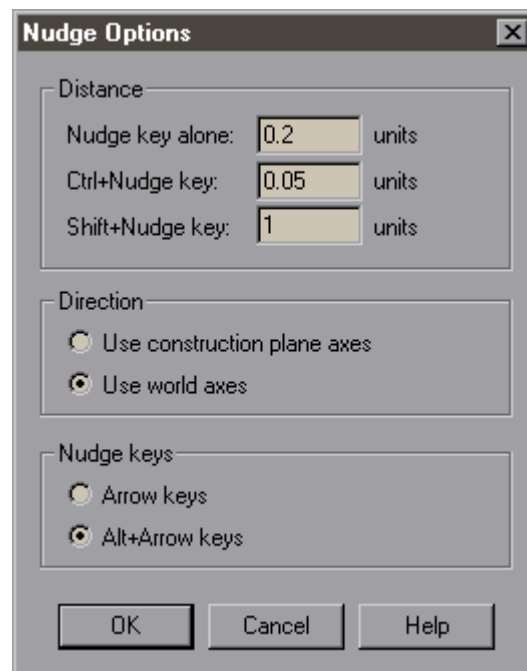 Nudge Options
Distance
Nudge key alone: 0.2 units
Ctrl+Nudge key: 0.05 units
Shift+Nudge key: 1 units
Direction
Use construction plane axes
Use world axes
Nudge keys
Arrow keys
Alt+Arrow keys
OK Cancel Help